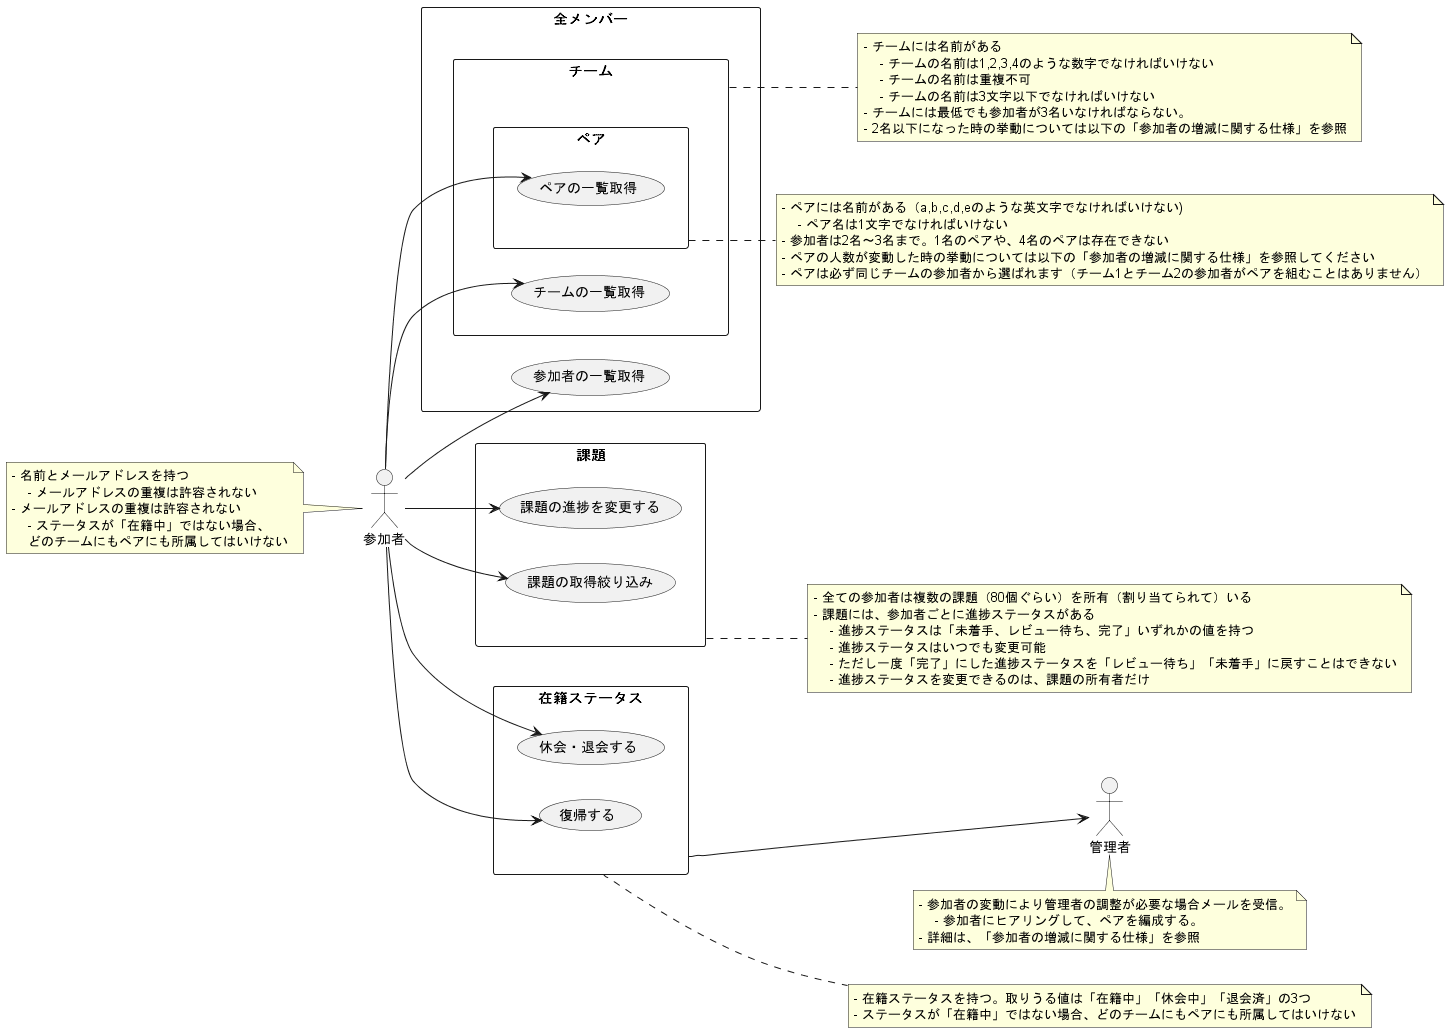 全メンバー
チーム
ペア
ペアの一覧取得
チームの一覧取得
参加者の一覧取得
- チームには名前がある
- チームの名前は1,2,3,4のような数字でなければいけない
- チームの名前は重複不可
- チームの名前は3文字以下でなければいけない
- チームには最低でも参加者が3名いなければならない。
- 2名以下になった時の挙動については以下の「参加者の増減に関する仕様」を参照
- ペアには名前がある（a,b,c,d,eのような英文字でなければいけない)
- ペア名は1文字でなければいけない
- 参加者は2名～3名まで。1名のペアや、4名のペアは存在できない
- ペアの人数が変動した時の挙動については以下の「参加者の増減に関する仕様」を参照してください
- ペアは必ず同じチームの参加者から選ばれます（チーム1とチーム2の参加者がペアを組むことはありません）
- 名前とメールアドレスを持つ
- メールアドレスの重複は許容されない
- メールアドレスの重複は許容されない
- ステータスが「在籍中」ではない場合、
どのチームにもペアにも所属してはいけない
参加者
課題
課題の進捗を変更する
課題の取得絞り込み
- 全ての参加者は複数の課題（80個ぐらい）を所有（割り当てられて）いる
- 課題には、参加者ごとに進捗ステータスがある
- 進捗ステータスは「未着手、レビュー待ち、完了」いずれかの値を持つ
- 進捗ステータスはいつでも変更可能
- ただし一度「完了」にした進捗ステータスを「レビュー待ち」「未着手」に戻すことはできない
- 進捗ステータスを変更できるのは、課題の所有者だけ
在籍ステータス
休会・退会する
復帰する
管理者
- 参加者の変動により管理者の調整が必要な場合メールを受信。
- 参加者にヒアリングして、ペアを編成する。
- 詳細は、「参加者の増減に関する仕様」を参照
- 在籍ステータスを持つ。取りうる値は「在籍中」「休会中」「退会済」の3つ
- ステータスが「在籍中」ではない場合、どのチームにもペアにも所属してはいけない